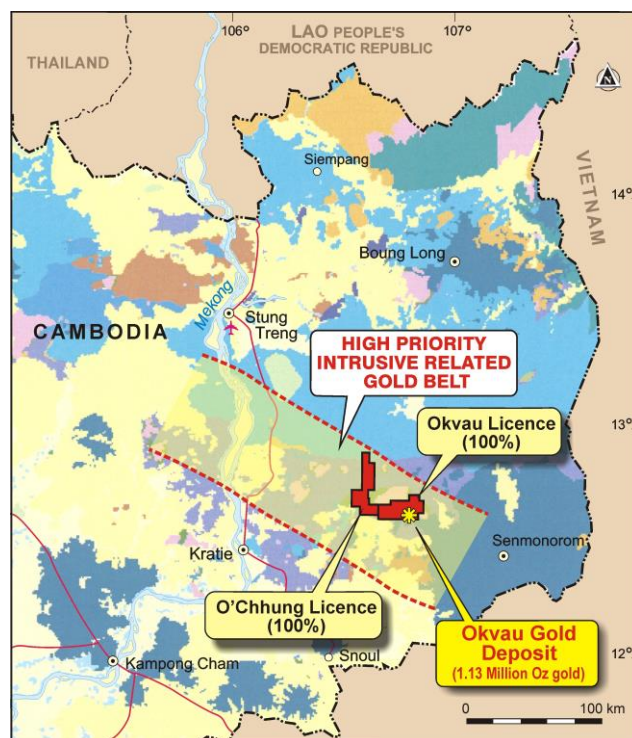 106°
107°
LAO PEOPLE'S
DEMOCRATIC REPUBLIC
THAILAND
N
VIETNAM
Siempang
14°
Boung Long
Mekong
Stung
Treng
CAMBODIA
HIGH PRIORITY
INTRUSIVE RELATED
GOLD BELT
Okvau Licence
(100%)
13°
Kratie
Senmonorom
O'Chhung Licence
(100%)
Okvau Gold
Deposit
(1.13 Million Oz gold)
Snoul
12°
Kampong Cham
0
100 km